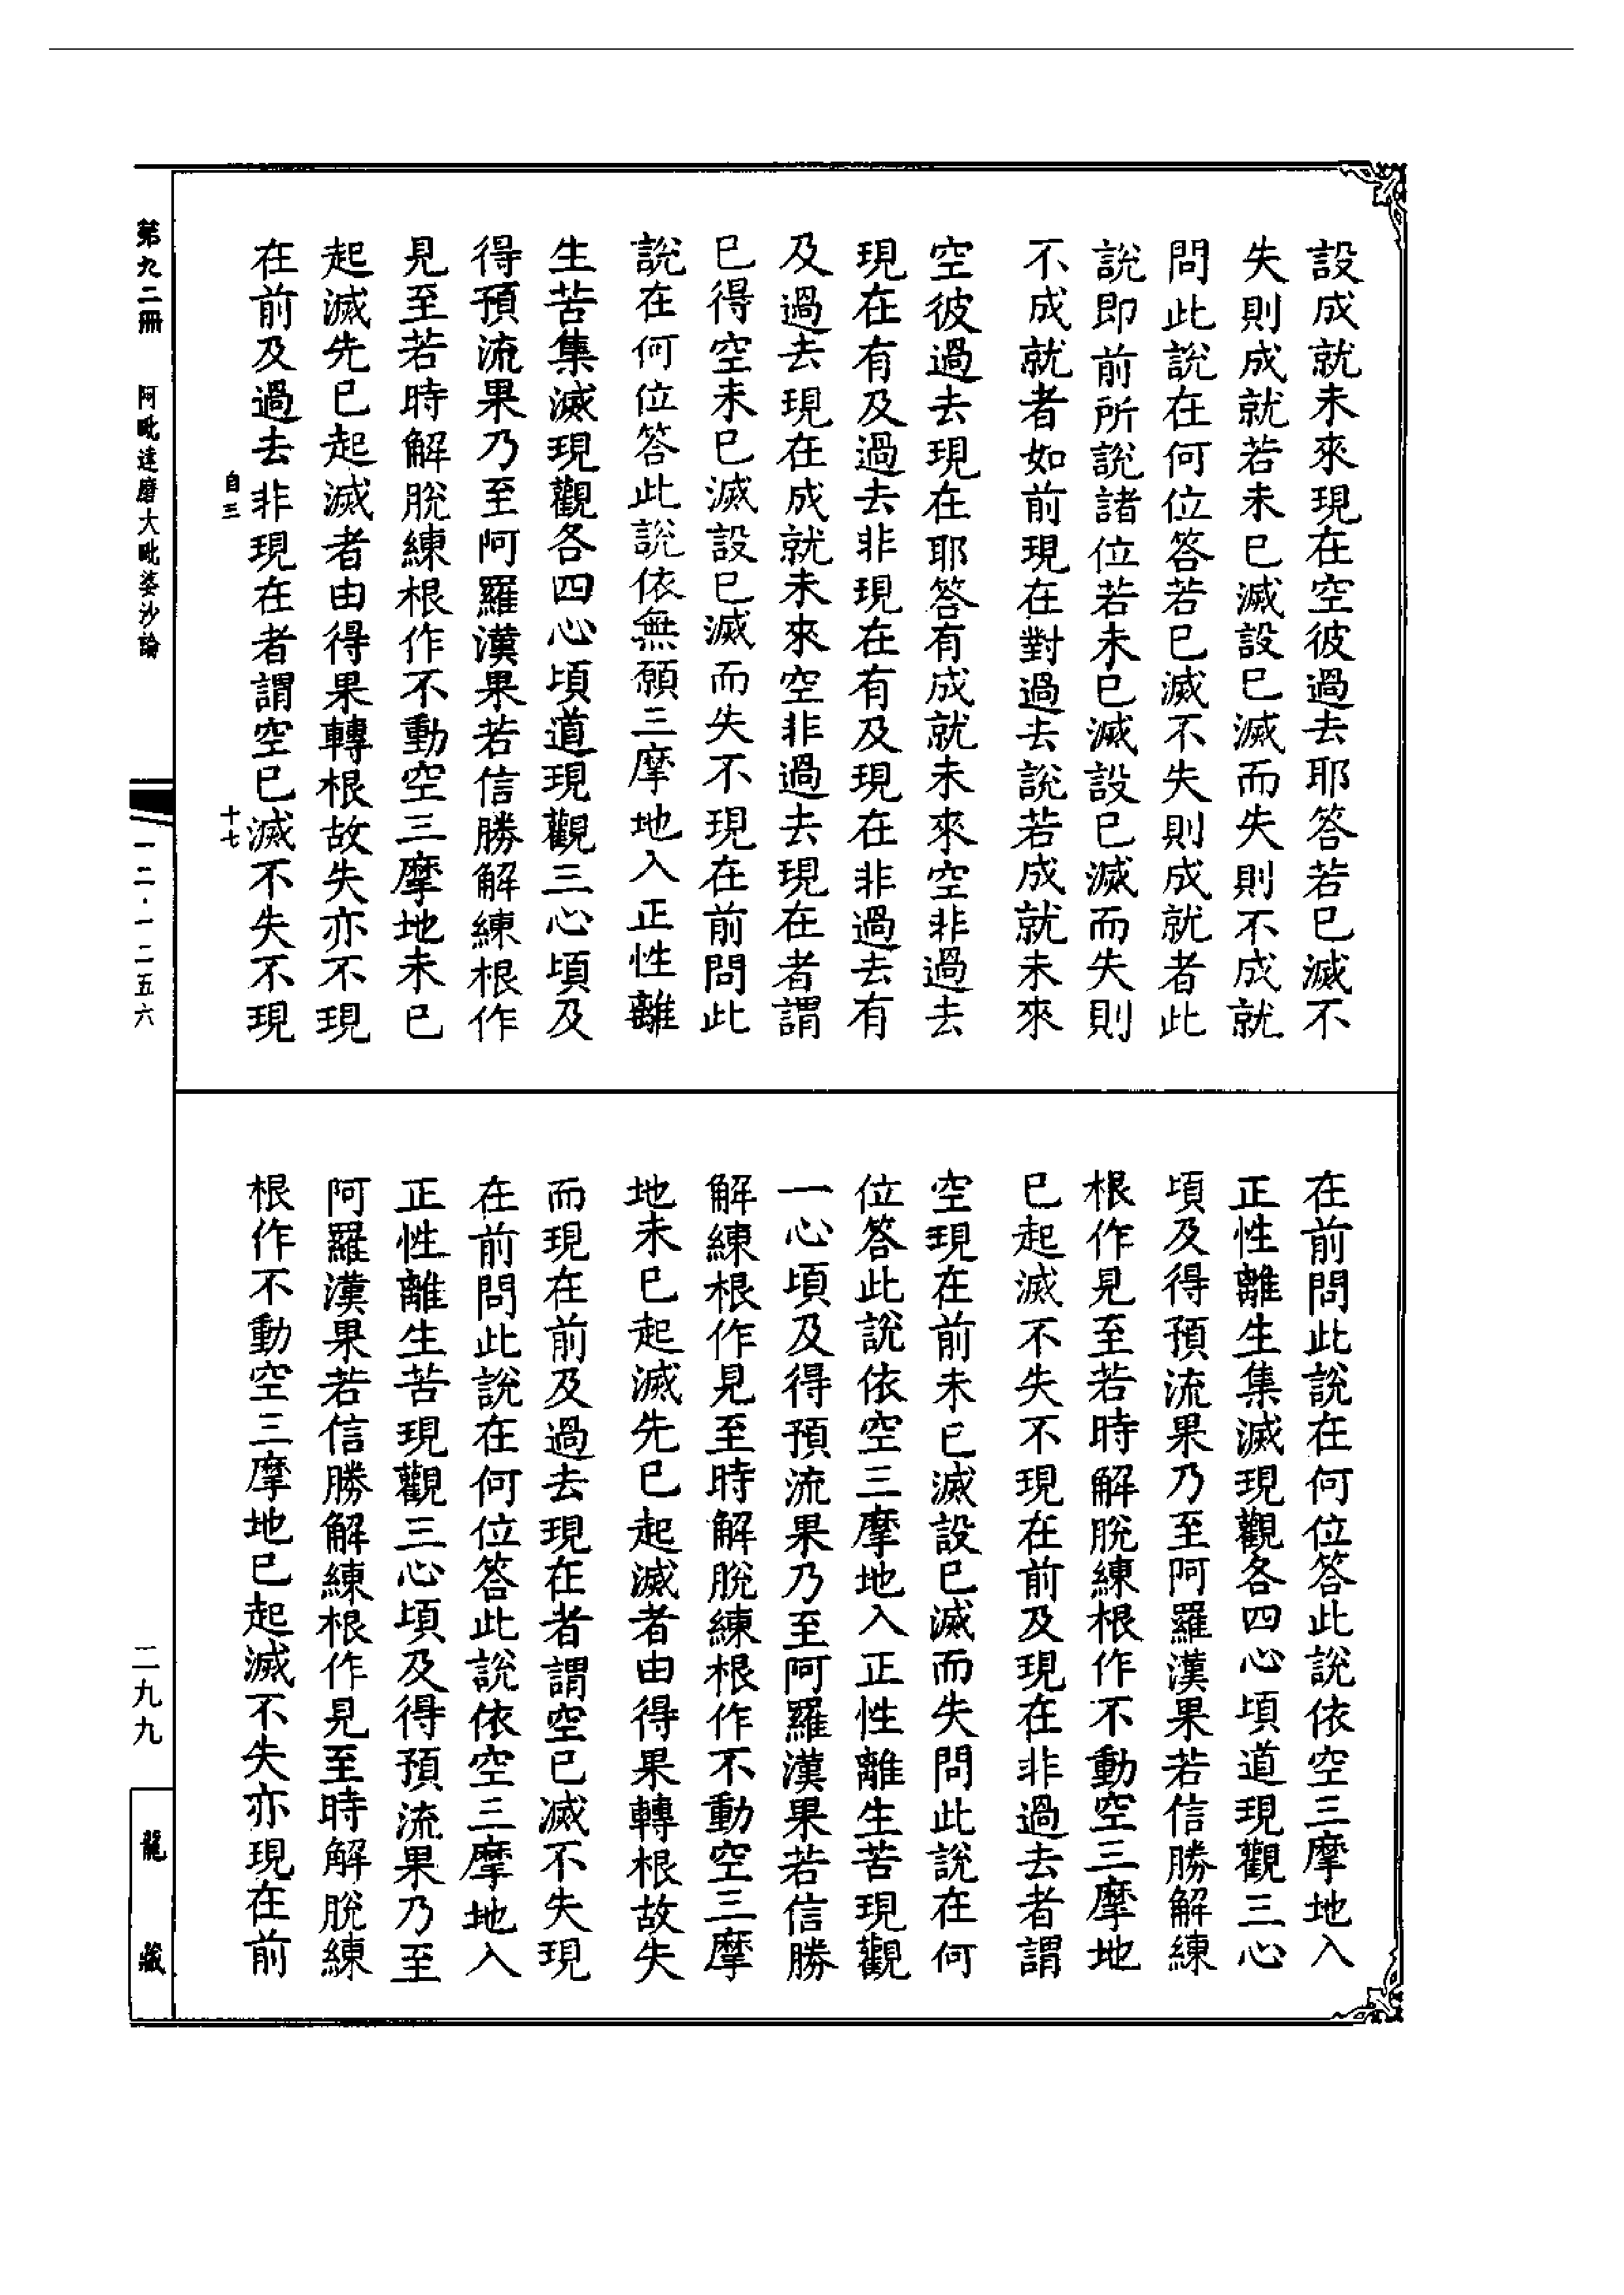 設成就未來現在空彼過去耶答若已滅不
失則成就若未已滅設已滅而失則不成就
問此說在何位答若已滅不失則成就者此
說即前所說諸位若未已滅設已滅而失則
不成就者如前現在對過去說若成就未來
空彼過去現在耶答有成就未來空非過去
現在有及過去非現在有及現在非過去有
及過去現在成就未來空非過去現在者謂
已得空未已滅設已滅而失不現在前問此
說在何位答此說依無願三摩地入正性離
生苦集滅現觀各四心頃道現觀三心頃及
得預流果乃至阿羅漢果若信勝解練根作
見至若時解脫練根作不動空三摩地未已
起滅先已起滅者由得果轉根故失亦不現
在前及過去非現在者謂空已滅不失不現
自三
十七
在前問此說在何位答此說依空三摩地入
正性離生集滅現觀各四心頃道現觀三心
頃及得預流果乃至阿羅漢果若信勝解練
根作見至若時解脫練根作不動空三摩地
已起滅不失不現在前及現在非過去者謂
空現在前未已滅設已滅而失問此說在何
位答此說依空三摩地入正性離生苦現觀
一心頃及得預流果乃至阿羅漢果若信勝
解練根作見至時解脫練根作不動空三摩
地未已起滅先已起滅者由得果轉根故失
而現在前及過去現在者謂空已滅不失現
在前問此說在何位答此說依空三摩地入
正性離生苦現觀三心頃及得預流果乃至
阿羅漢果若信勝解練根作見至時解脫練
根作不動空三摩地已起滅不失亦現在前
第九二冊
阿毗達磨大毗婆沙論
一二·一二五六
二九九
龍藏